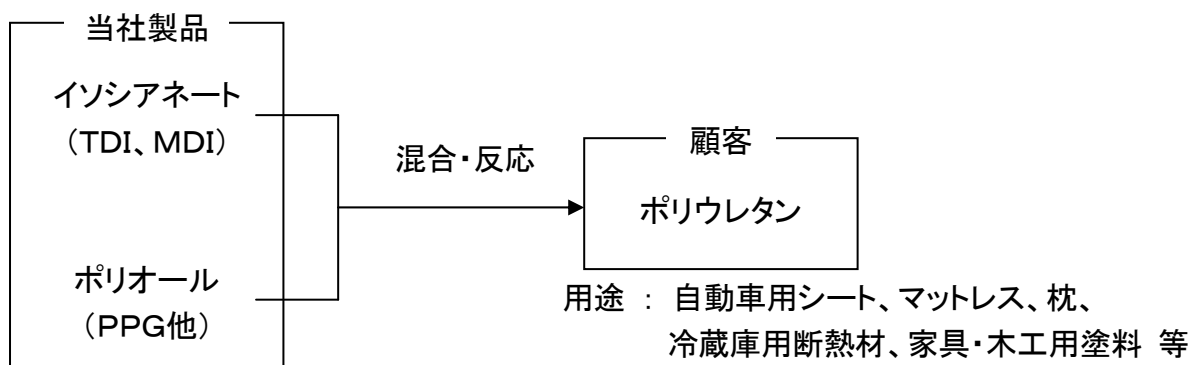 当社製品
イソシアネート
（TDI、MDI）
ポリオール
（PPG他）
混合・反応
顧客
ポリウレタン
用途 ： 自動車用シート、マットレス、枕、
冷蔵庫用断熱材、家具・木工用塗料 等